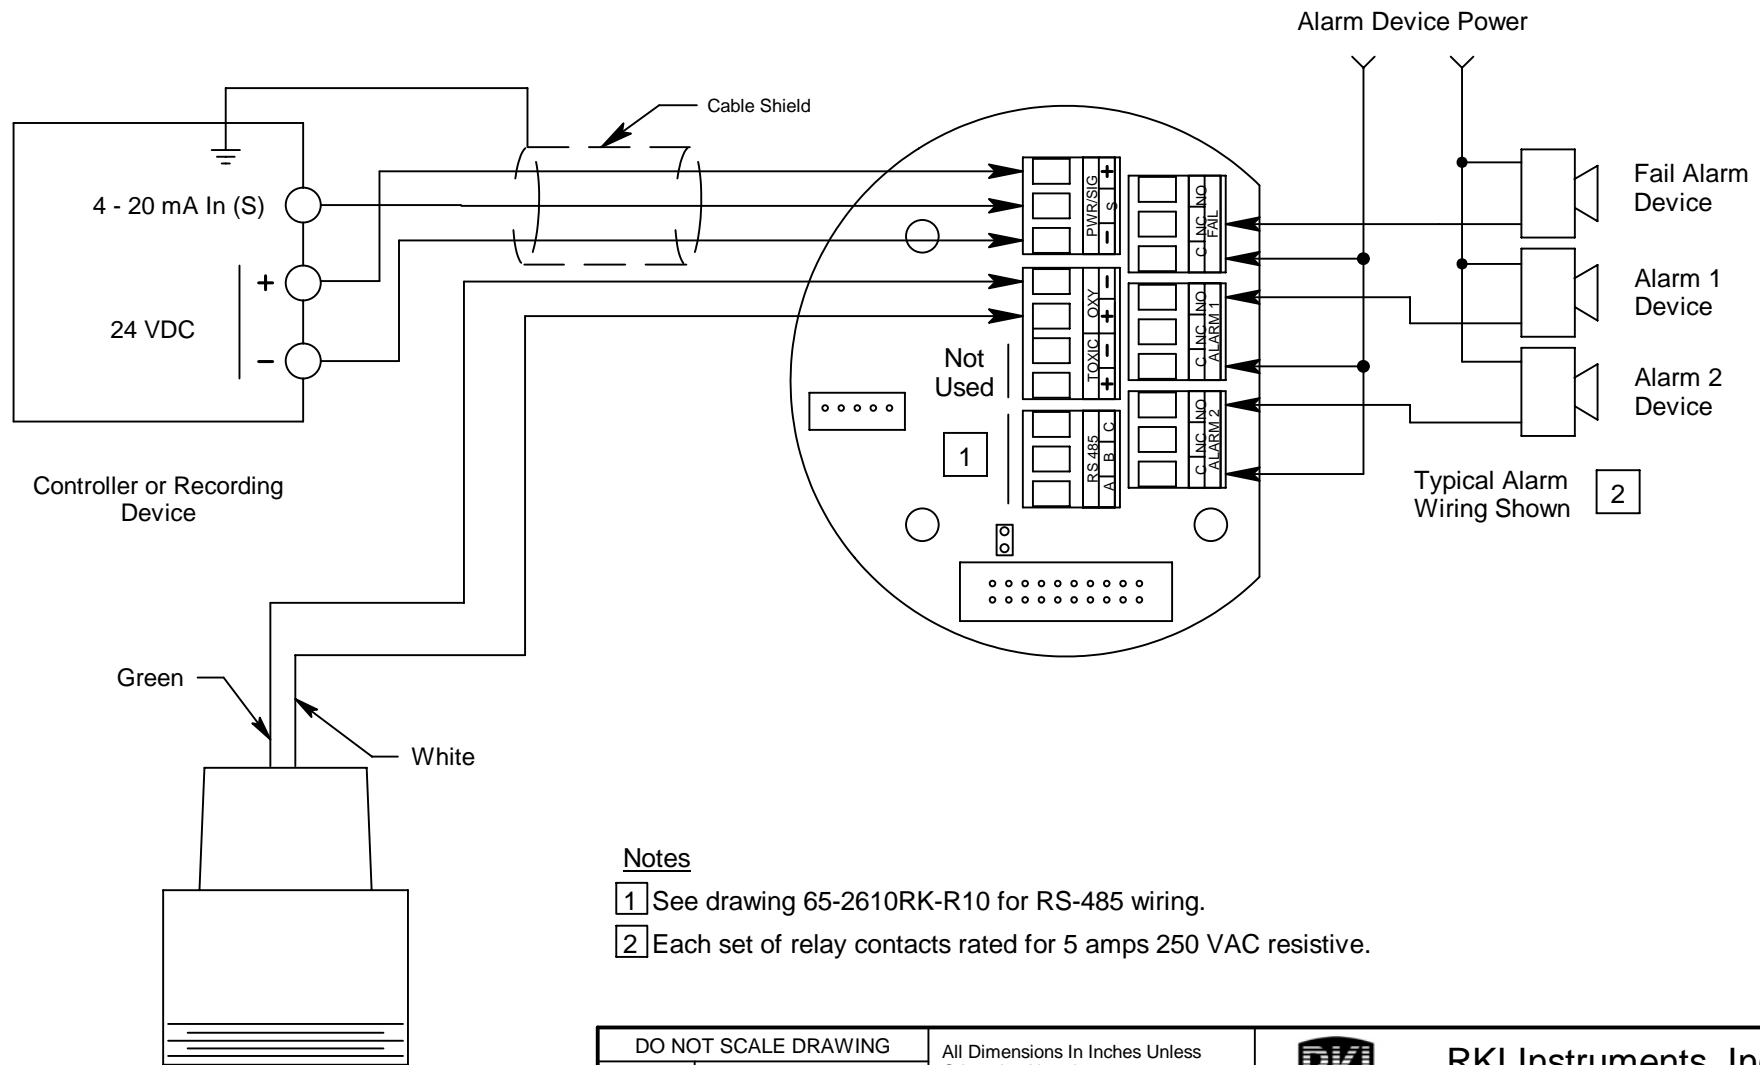 Alarm Device Power
Cable Shield
4 - 20 mA In (S)
+
24 VDC
−
Controller or Recording
Device
PWR/SIG
+
S
−
OXY
−
+
TOXIC
−
+
Not
Used
1
RS 485
A B C
C NC NO
FAIL
C NC NO
ALARM 1
C NC NO
ALARM 2
Fail Alarm
Device
Alarm 1
Device
Alarm 2
Device
Typical Alarm
Wiring Shown
2
Green
White
Notes
1 See drawing 65-2610RK-R10 for RS-485 wiring.
2 Each set of relay contacts rated for 5 amps 250 VAC resistive.
DO NOT SCALE DRAWING
All Dimensions In Inches Unless
RKI
RKI Instruments, Inc